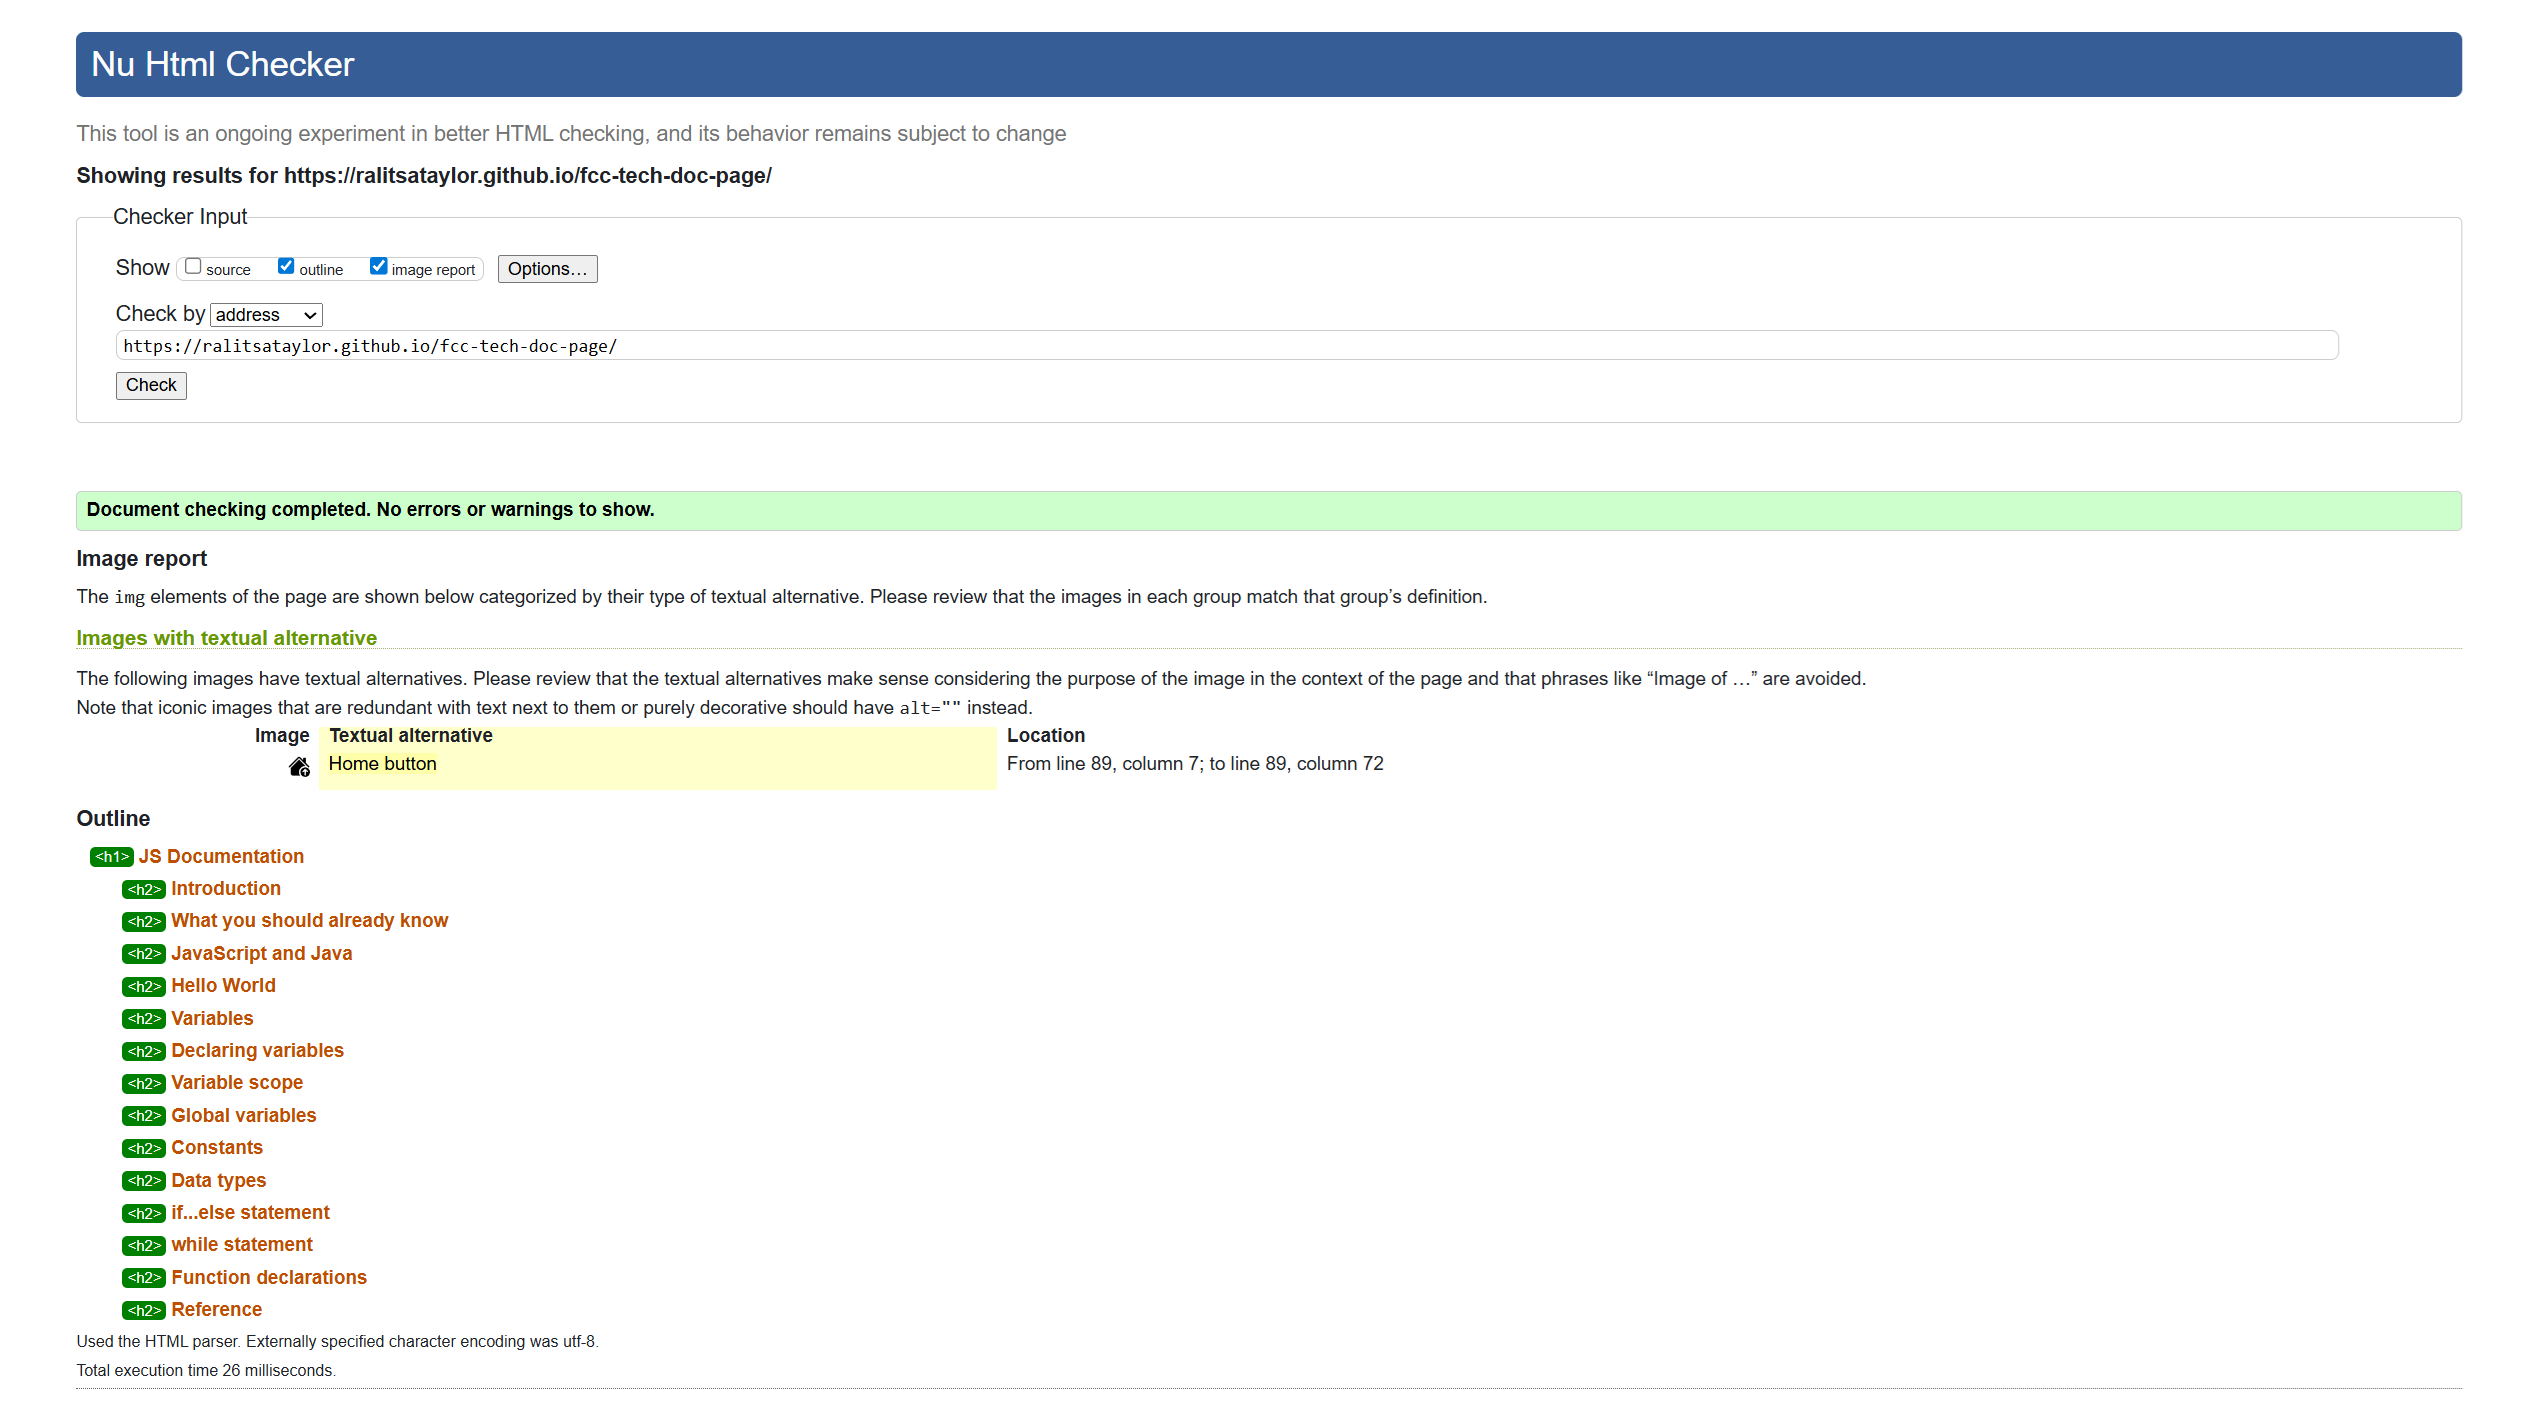 Nu Html Checker
This tool is an ongoing experiment in better HTML checking, and its behavior remains subject to change
Showing results for https://ralitsataylor.github.io/fcc-tech-doc-page/
Checker Input
Show source outline image report Options…
Check by address
https://ralitsataylor.github.io/fcc-tech-doc-page/
Check
Document checking completed. No errors or warnings to show.
Image report
The img elements of the page are shown below categorized by their type of textual alternative. Please review that the images in each group match that group’s definition.
Images with textual alternative
The following images have textual alternatives. Please review that the textual alternatives make sense considering the purpose of the image in the context of the page and that phrases like “Image of …” are avoided.
Note that iconic images that are redundant with text next to them or purely decorative should have alt="" instead.
Image Textual alternative Location
Home button From line 89, column 7; to line 89, column 72
Outline
<h1> JS Documentation
<h2> Introduction
<h2> What you should already know
<h2> JavaScript and Java
<h2> Hello World
<h2> Variables
<h2> Declaring variables
<h2> Variable scope
<h2> Global variables
<h2> Constants
<h2> Data types
<h2> if...else statement
<h2> while statement
<h2> Function declarations
<h2> Reference
Used the HTML parser. Externally specified character encoding was utf-8.
Total execution time 26 milliseconds.